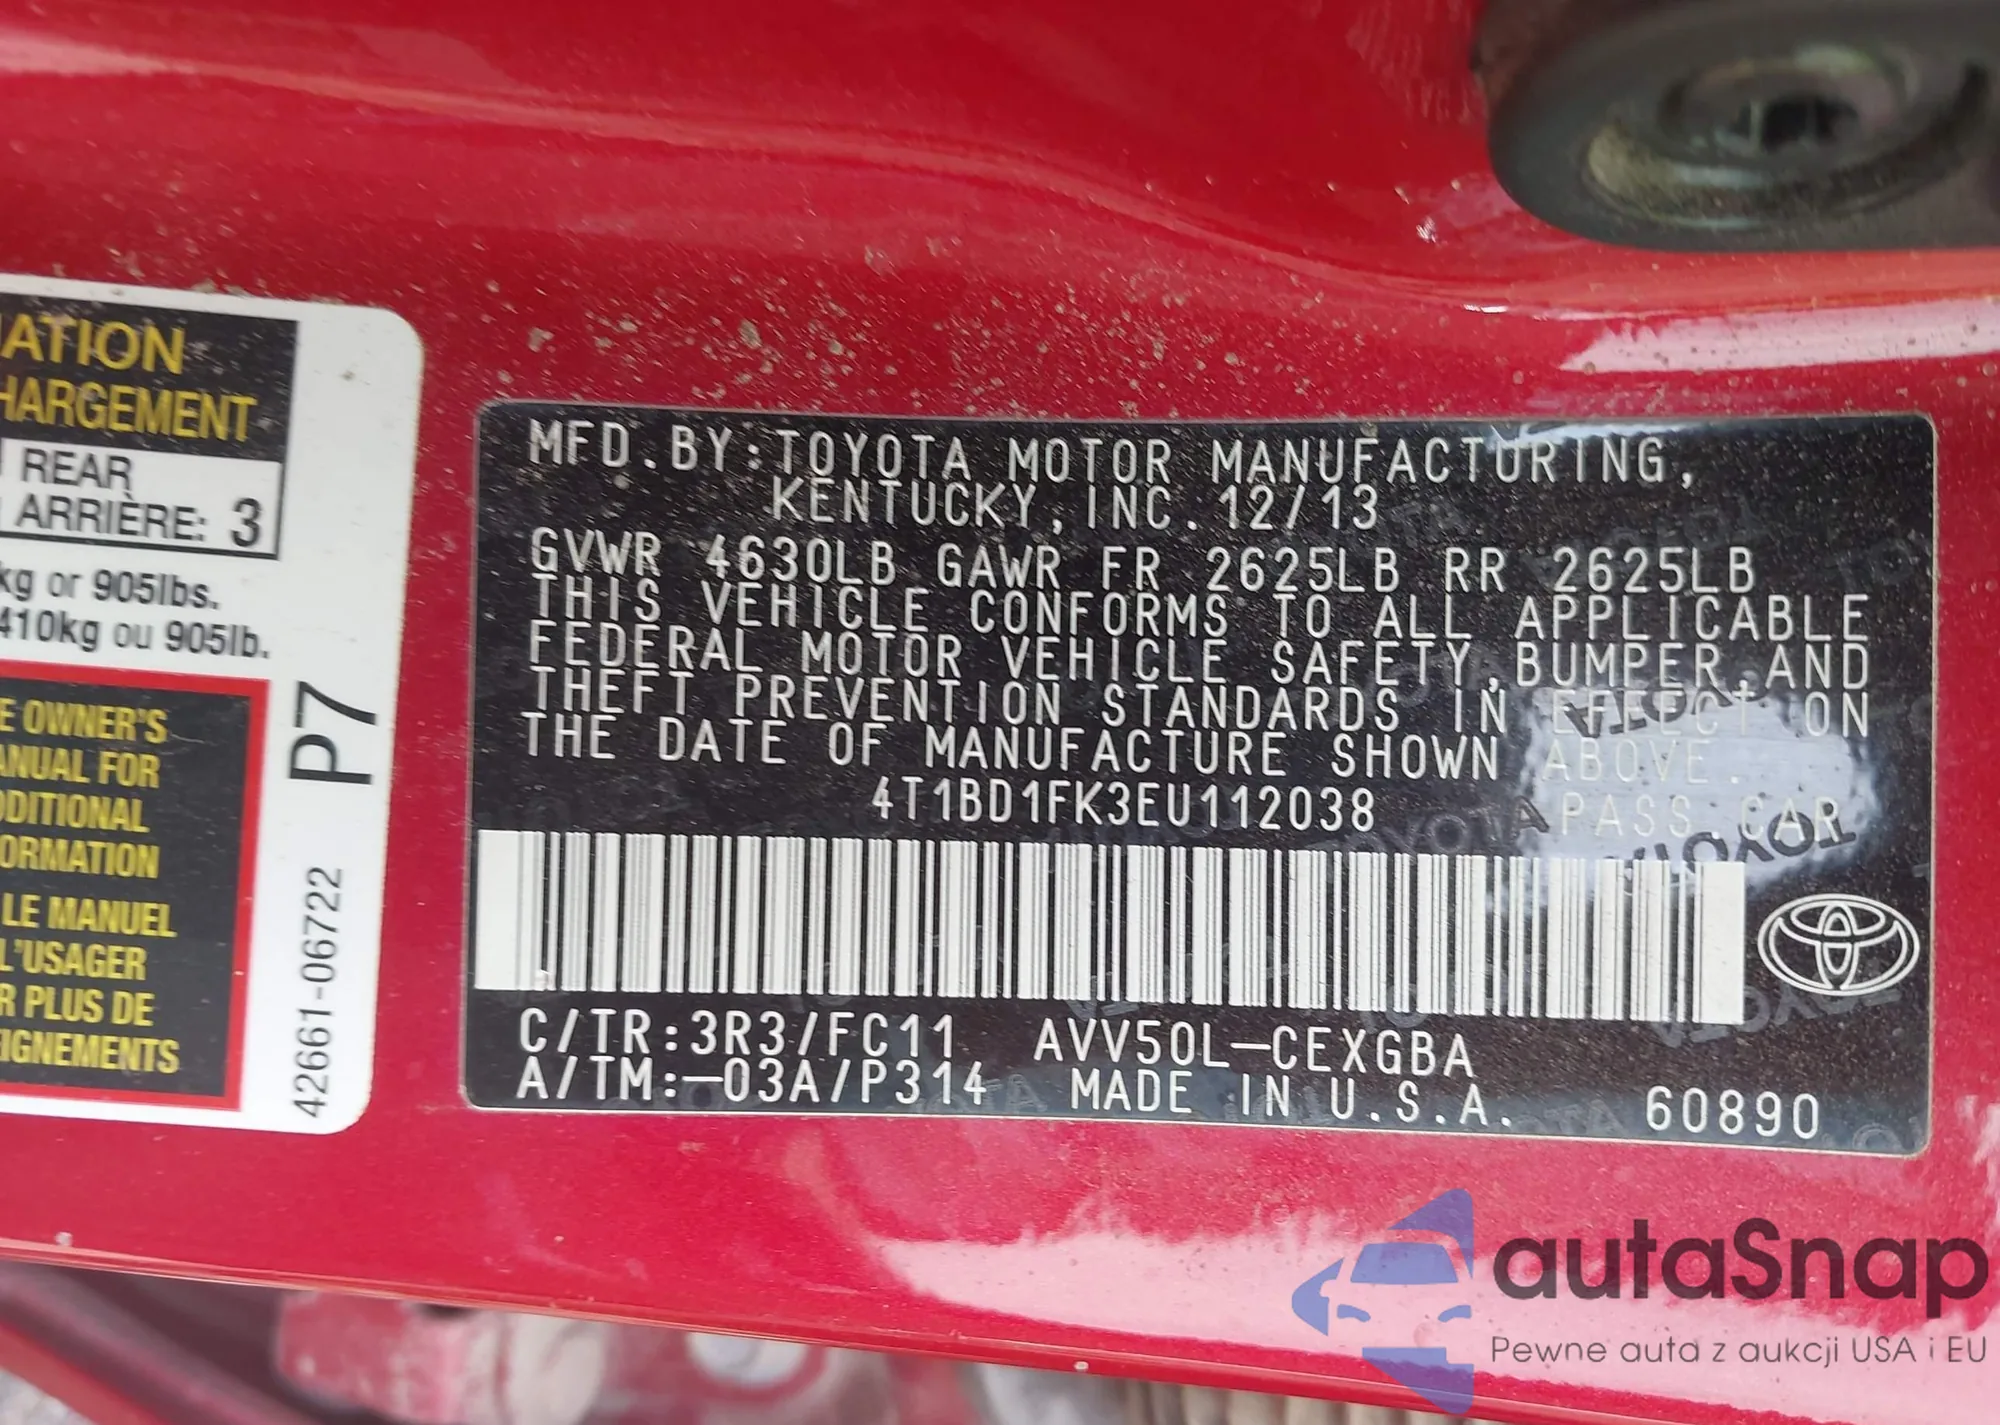 MATION
HARGEMENT
REAR
ARRIÈRE: 3
kg or 905lbs.
410kg ou 905lb.
E OWNER'S
ANUAL FOR
DDITIONAL
ORMATION
LE MANUEL
L'USAGER
R PLUS DE
EIGNEMENTS
P7
42661-06722
MFD.BY:TOYOTA MOTOR MANUFACTURING,
KENTUCKY,INC.12/13
GVWR 4630LB GAWR FR 2625LB RR 2625LB
THIS VEHICLE CONFORMS TO ALL APPLICABLE
FEDERAL MOTOR VEHICLE SAFETY,BUMPER,AND
THEFT PREVENTION STANDARDS IN EFFECT ON
THE DATE OF MANUFACTURE SHOWN ABOVE.
4T1BD1FK3EU112038 PASS.CAR
C/TR:3R3/FC11 AVV50L-CEXGBA
A/TM:-03A/P314 MADE IN U.S.A. 60890
autaSnap
Pewne auta z aukcji USA i EU